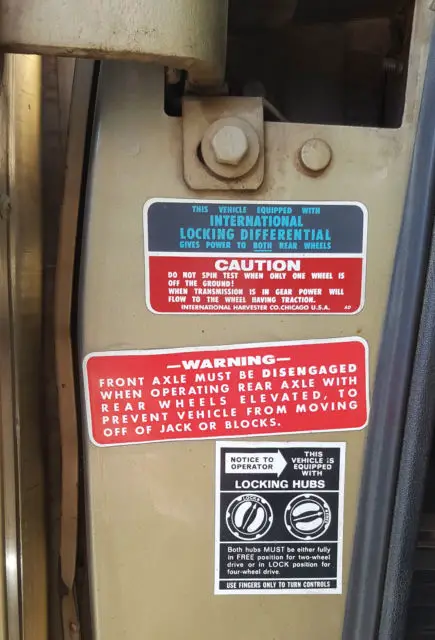 THIS VEHICLE EQUIPPED WITH
INTERNATIONAL
LOCKING DIFFERENTIAL
GIVES POWER TO BOTH REAR WHEELS
CAUTION
DO NOT SPIN TEST WHEN ONLY ONE WHEEL IS
OFF THE GROUND!
WHEN TRANSMISSION IS IN GEAR POWER WILL
FLOW TO THE WHEEL HAVING TRACTION.
INTERNATIONAL HARVESTER CO. CHICAGO U.S.A.
—WARNING—
FRONT AXLE MUST BE DISENGAGED
WHEN OPERATING REAR AXLE WITH
REAR WHEELS ELEVATED, TO
PREVENT VEHICLE FROM MOVING
OFF OF JACK OR BLOCKS.
NOTICE TO
OPERATOR
THIS
VEHICLE IS
EQUIPPED
WITH
LOCKING HUBS
LOCK
Both hubs MUST be either fully
in FREE position for two-wheel
drive or in LOCK position for
four-wheel drive.
USE FINGERS ONLY TO TURN CONTROLS